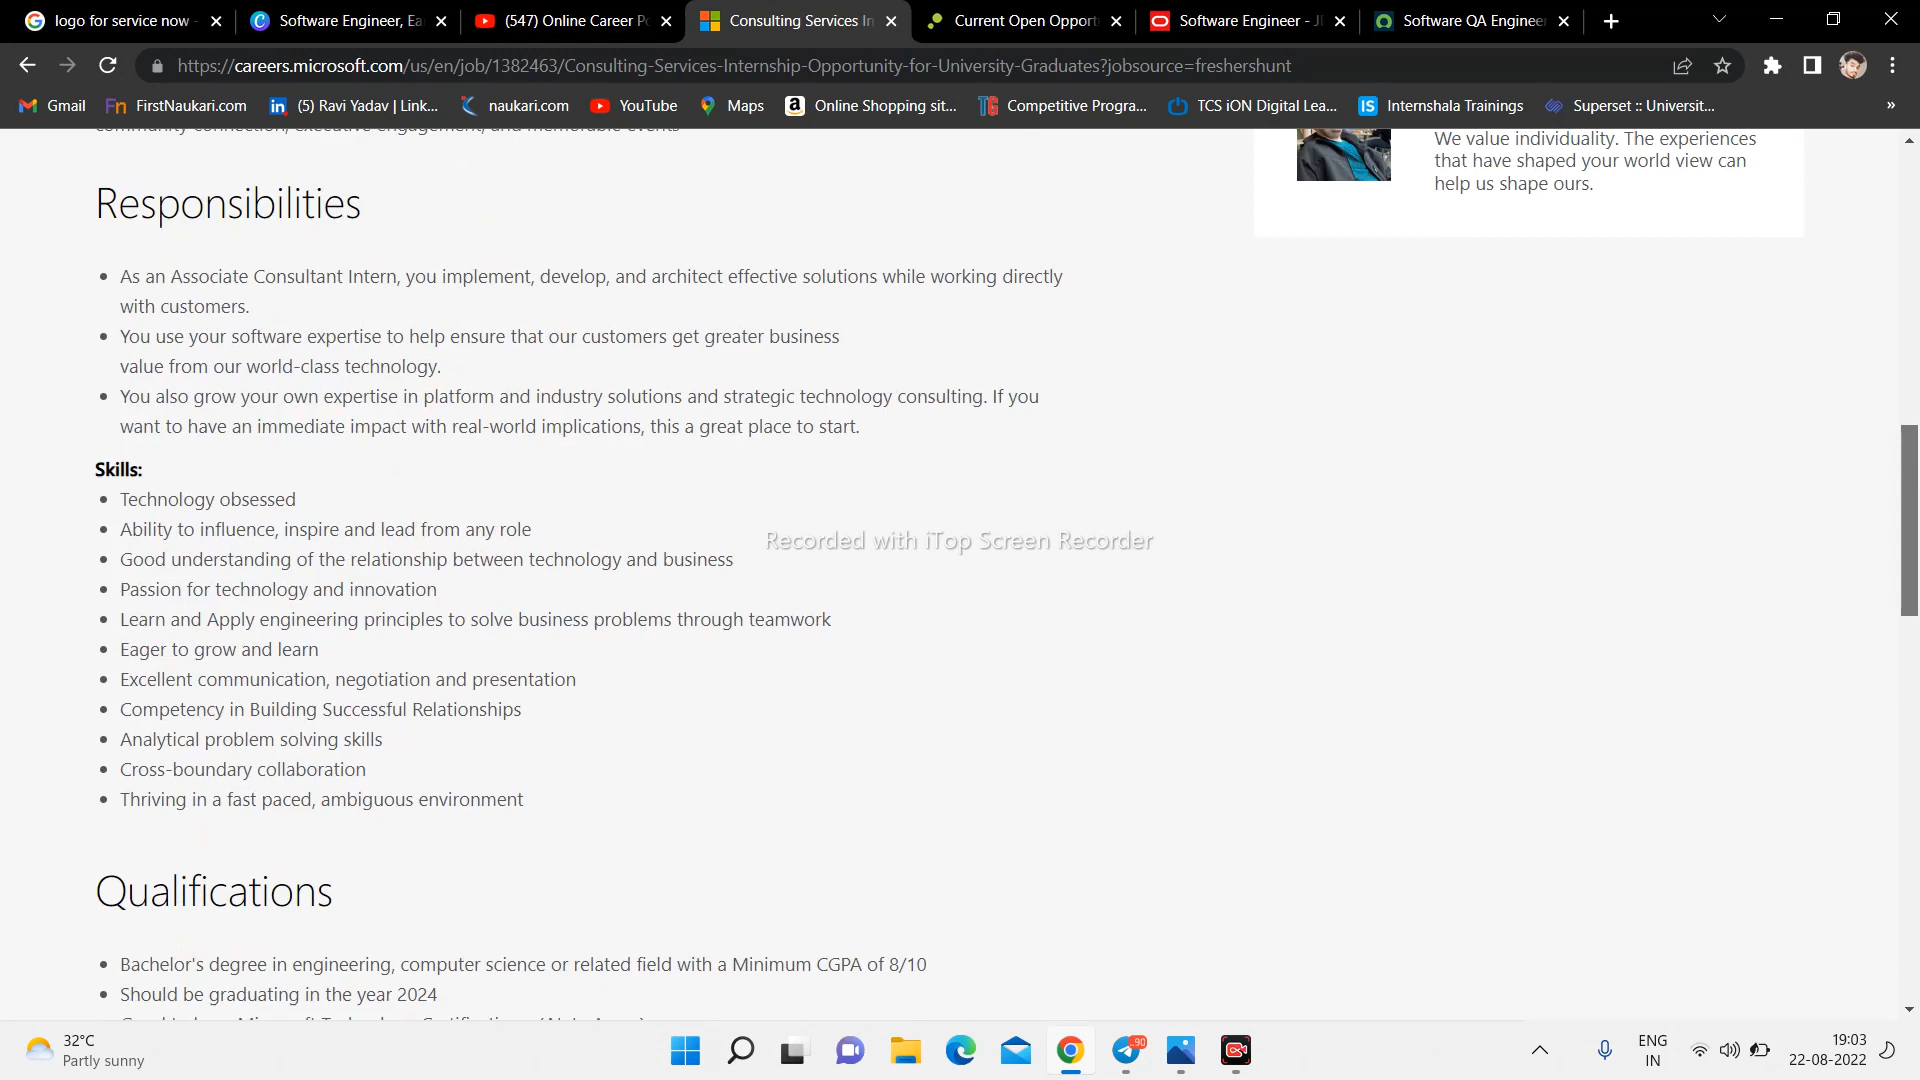 logo for service now
Software Engineer, Ea
(547) Online Career P
Consulting Services In
Current Open Opport
Software Engineer - J
Software QA Enginee
https://careers.microsoft.com/us/en/job/1382463/Consulting-Services-Internship-Opportunity-for-University-Graduates?jobsource=freshershunt
Gmail
FirstNaukari.com
(5) Ravi Yadav | Link...
naukari.com
YouTube
Maps
Online Shopping sit...
Competitive Progra...
TCS iON Digital Lea...
Internshala Trainings
Superset :: Universit...
»
community connection, executive engagement, and memorable events
We value individuality. The experiences
that have shaped your world view can
help us shape ours.
Responsibilities
• As an Associate Consultant Intern, you implement, develop, and architect effective solutions while working directly
with customers.
• You use your software expertise to help ensure that our customers get greater business
value from our world-class technology.
• You also grow your own expertise in platform and industry solutions and strategic technology consulting. If you
want to have an immediate impact with real-world implications, this a great place to start.
Skills:
• Technology obsessed
• Ability to influence, inspire and lead from any role
• Good understanding of the relationship between technology and business
• Passion for technology and innovation
• Learn and Apply engineering principles to solve business problems through teamwork
• Eager to grow and learn
• Excellent communication, negotiation and presentation
• Competency in Building Successful Relationships
• Analytical problem solving skills
• Cross-boundary collaboration
• Thriving in a fast paced, ambiguous environment
Recorded with iTop Screen Recorder
Qualifications
• Bachelor's degree in engineering, computer science or related field with a Minimum CGPA of 8/10
• Should be graduating in the year 2024
32°C
Partly sunny
90
ENG
IN
19:03
22-08-2022